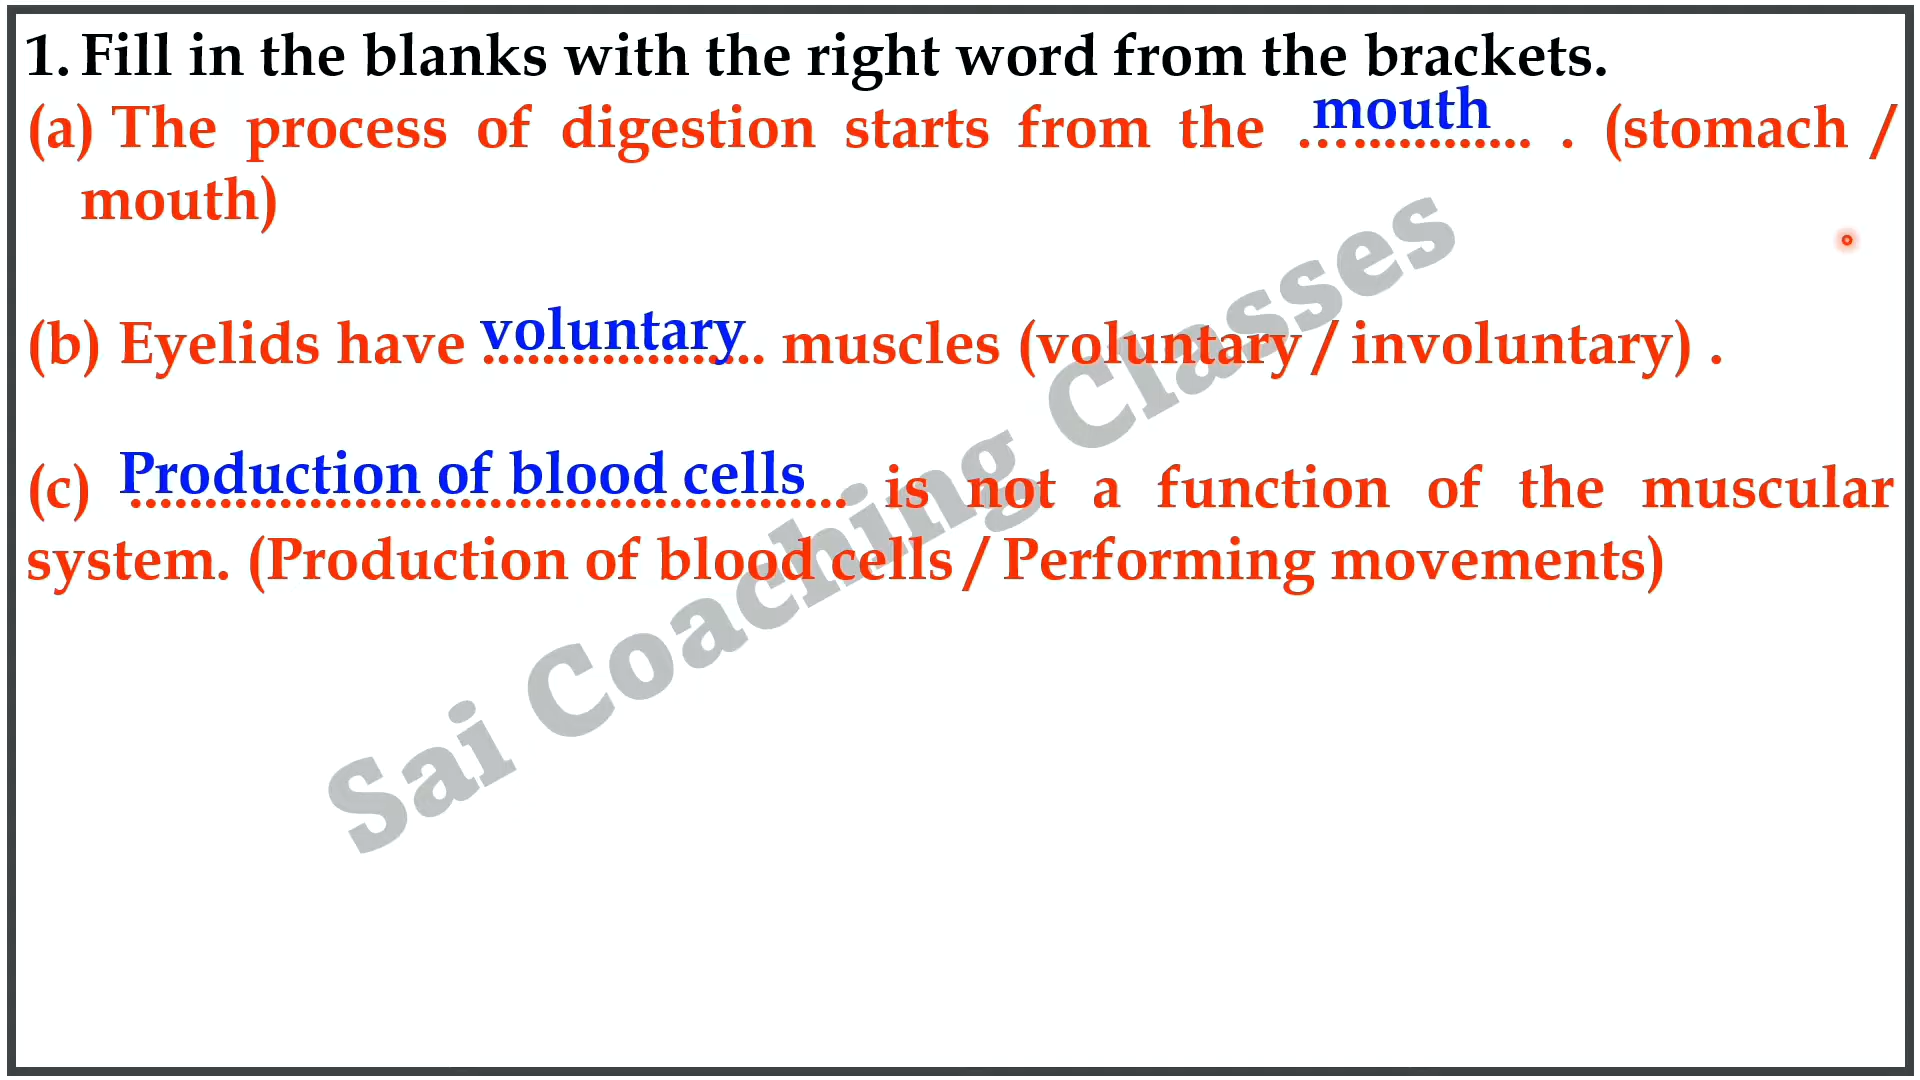 1. Fill in the blanks with the right word from the brackets.
(a) The process of digestion starts from the ...mouth... . (stomach /
mouth)
(b) Eyelids have ...voluntary... muscles (voluntary / involuntary) .
(c) ...Production of blood cells... is not a function of the muscular
system. (Production of blood cells / Performing movements)
Sai Coaching Classes